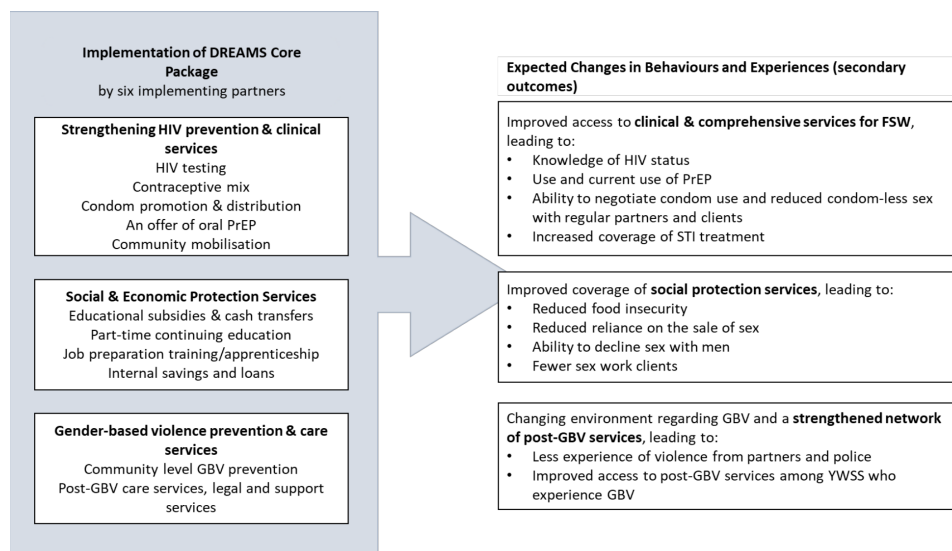 Implementation of DREAMS Core
Package
by six implementing partners
Strengthening HIV prevention & clinical
services
HIV testing
Contraceptive mix
Condom promotion & distribution
An offer of oral PrEP
Community mobilisation
Social & Economic Protection Services
Educational subsidies & cash transfers
Part-time continuing education
Job preparation training/apprenticeship
Internal savings and loans
Gender-based violence prevention & care
services
Community level GBV prevention
Post-GBV care services, legal and support
services
Expected Changes in Behaviours and Experiences (secondary
outcomes)
Improved access to clinical & comprehensive services for FSW,
leading to:
• Knowledge of HIV status
• Use and current use of PrEP
• Ability to negotiate condom use and reduced condom-less sex
with regular partners and clients
• Increased coverage of STI treatment
Improved coverage of social protection services, leading to:
• Reduced food insecurity
• Reduced reliance on the sale of sex
• Ability to decline sex with men
• Fewer sex work clients
Changing environment regarding GBV and a strengthened network
of post-GBV services, leading to:
• Less experience of violence from partners and police
• Improved access to post-GBV services among YWSS who
experience GBV